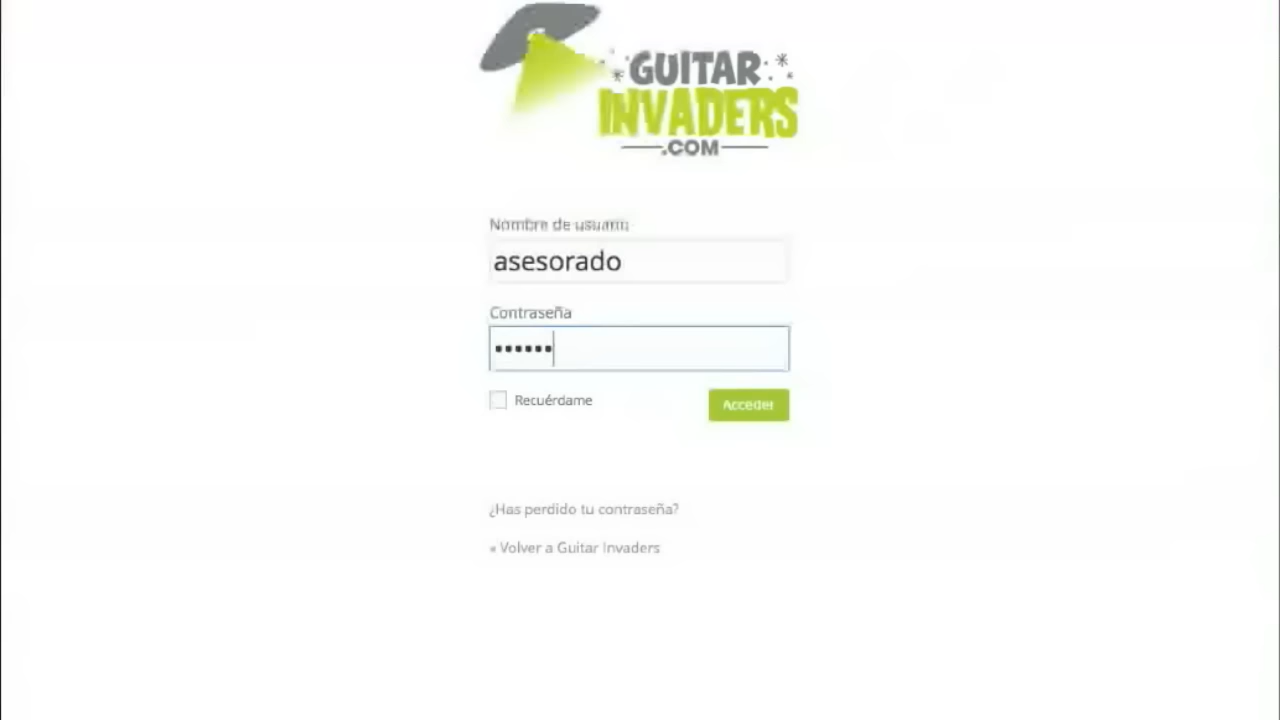 GUITAR
INVADERS
.COM
Nombre de usuario
asesorado
Contraseña
••••••
Recuérdame
Acceder
¿Has perdido tu contraseña?
« Volver a Guitar Invaders